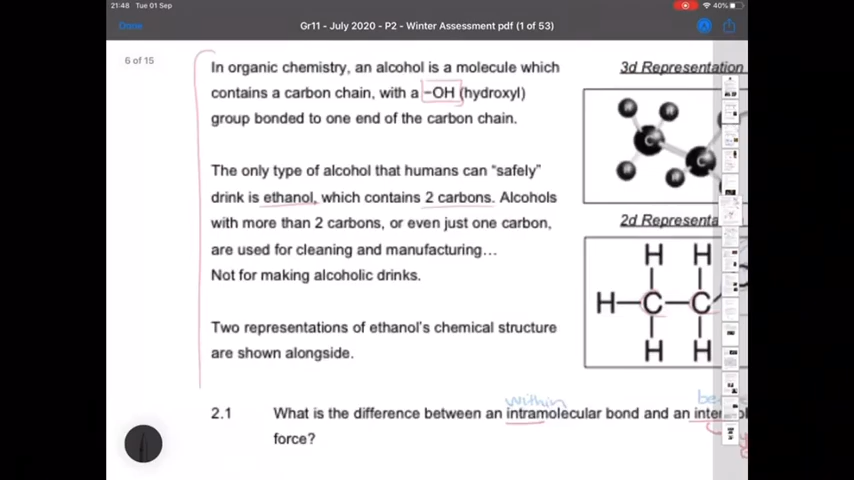 21:48 Tue 01 Sep
40%
Done
Gr11 - July 2020 - P2 - Winter Assessment pdf (1 of 53)
6 of 15
In organic chemistry, an alcohol is a molecule which
contains a carbon chain, with a –OH (hydroxyl)
group bonded to one end of the carbon chain.
The only type of alcohol that humans can “safely”
drink is ethanol, which contains 2 carbons. Alcohols
with more than 2 carbons, or even just one carbon,
are used for cleaning and manufacturing…
Not for making alcoholic drinks.
Two representations of ethanol's chemical structure
are shown alongside.
3d Representation
H H
C
H H
C
2d Representa
H H
H–C–C
H H
within
2.1 What is the difference between an intramolecular bond and an inter
force?